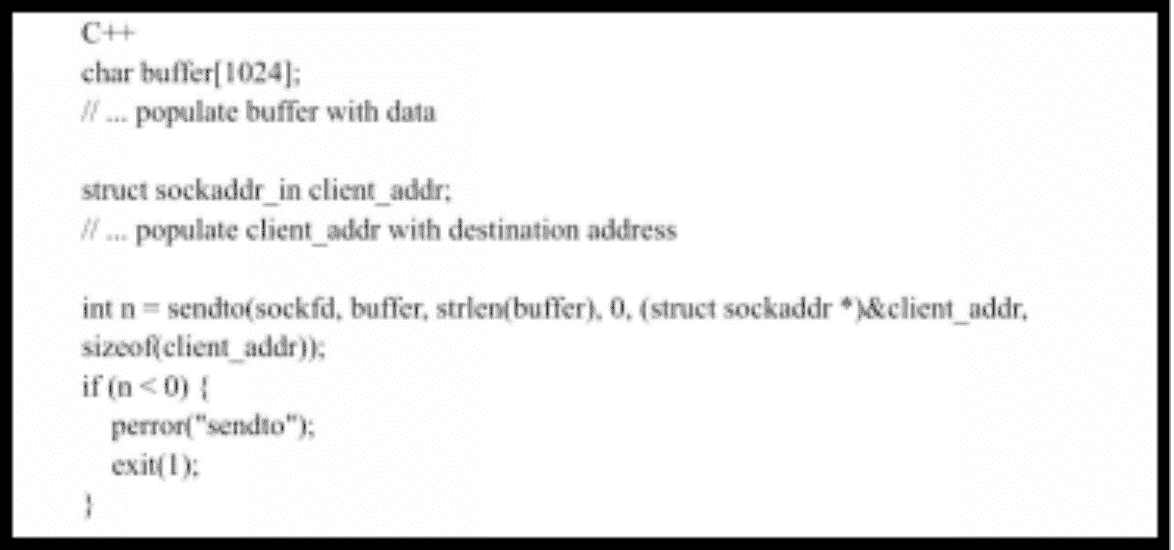 C++
char buffer[1024];
// ... populate buffer with data
struct sockaddr_in client_addr;
// ... populate client_addr with destination address
int n = sendto(sockfd, buffer, strlen(buffer), 0, (struct sockaddr *)&client_addr,
sizeof(client_addr));
if (n < 0) {
perror("sendto");
exit(1);
}